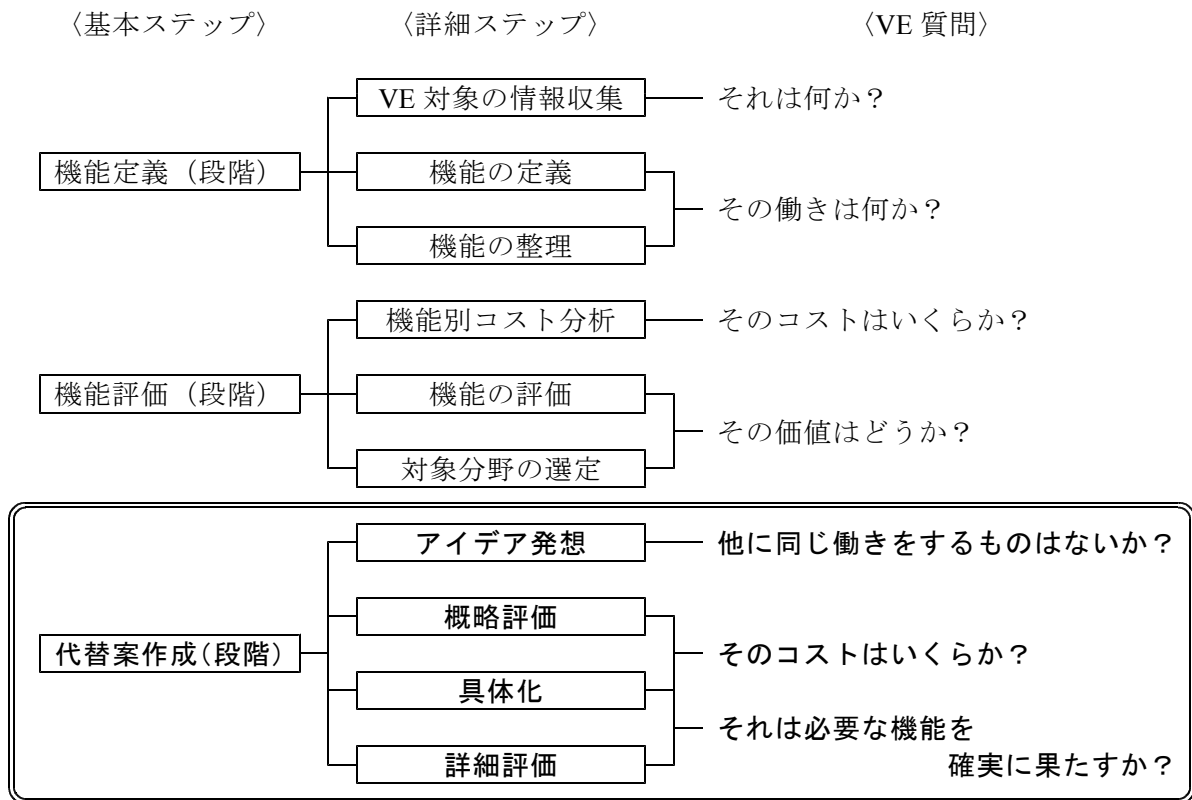 〈基本ステップ〉 〈詳細ステップ〉 〈VE 質問〉
VE 対象の情報収集 それは何か？
機能定義（段階） 機能の定義
その働きは何か？
機能の整理
機能別コスト分析 そのコストはいくらか？
機能評価（段階） 機能の評価
その価値はどうか？
対象分野の選定
アイデア発想 他に同じ働きをするものはないか？
概略評価
代替案作成(段階) そのコストはいくらか？
具体化
それは必要な機能を
詳細評価 確実に果たすか？